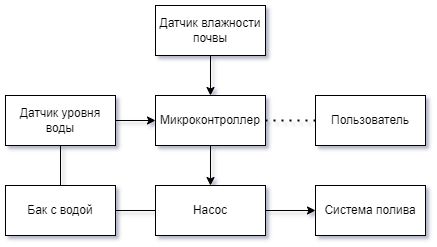 Датчик влажности
почвы
Датчик уровня
воды
Микроконтроллер
Пользователь
Бак с водой
Насос
Система полива